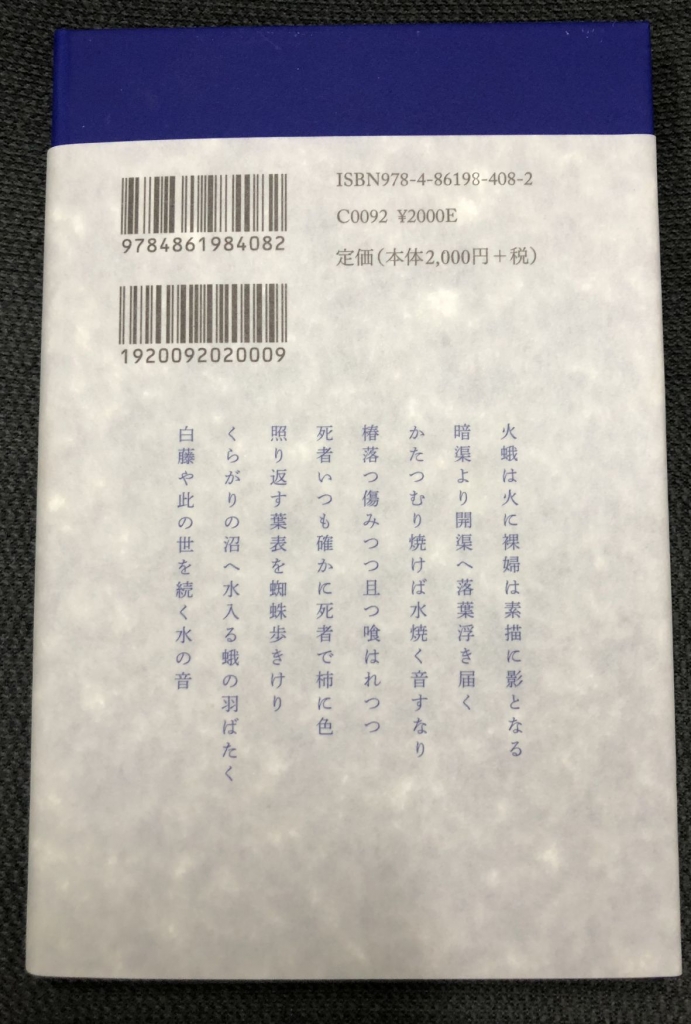 9784861984082
1920092020009
ISBN978-4-86198-408-2
C0092 ¥2000E
定価(本体2,000円+税)
火蛾は火に裸婦は素描に影となる
暗渠より開渠へ落葉浮き届く
かたつむり焼けば水焼く音すなり
椿落つ傷みつつ且つ喰はれつつ
死者いつも確かに死者で柿に色
照り返す葉表を蜘蛛歩きけり
くらがりの沼へ水入る蛾の羽ばたく
白藤や此の世を続く水の音